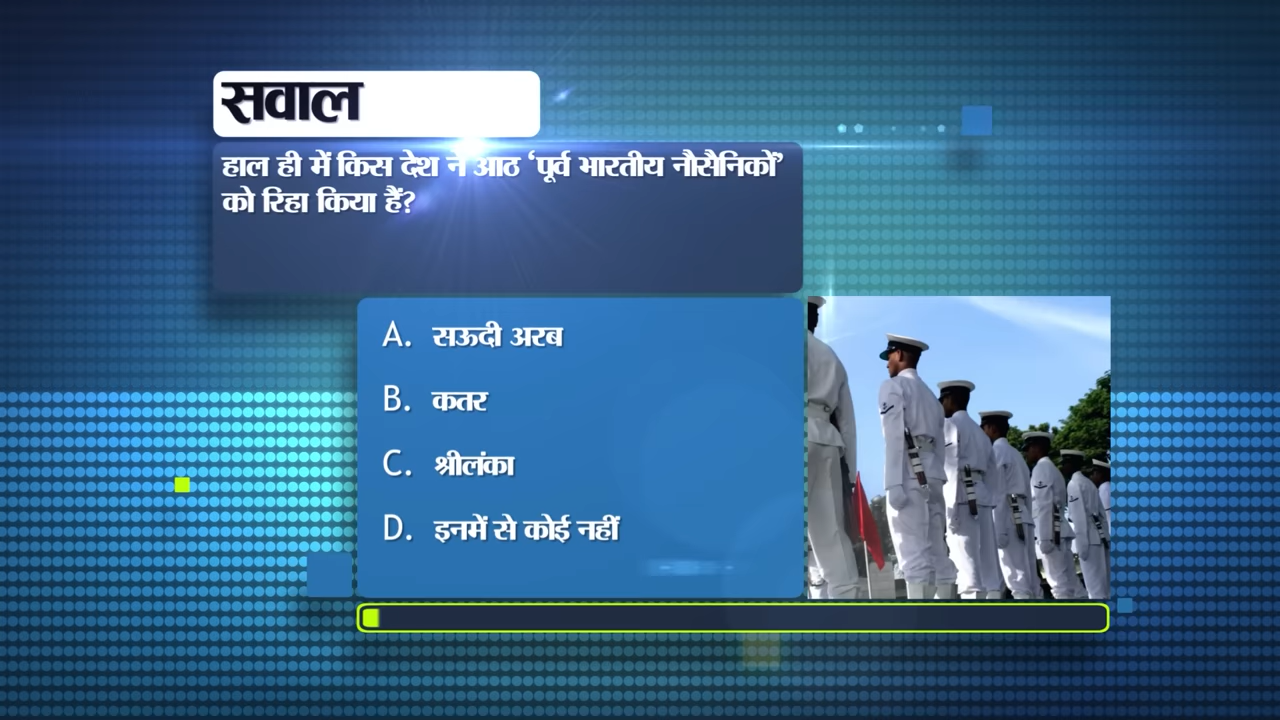 सवाल
हाल ही में किस देश ने आठ ‘पूर्व भारतीय नौसैनिकों’
को रिहा किया हैं?
A. सऊदी अरब
B. कतर
C. श्रीलंका
D. इनमें से कोई नहीं